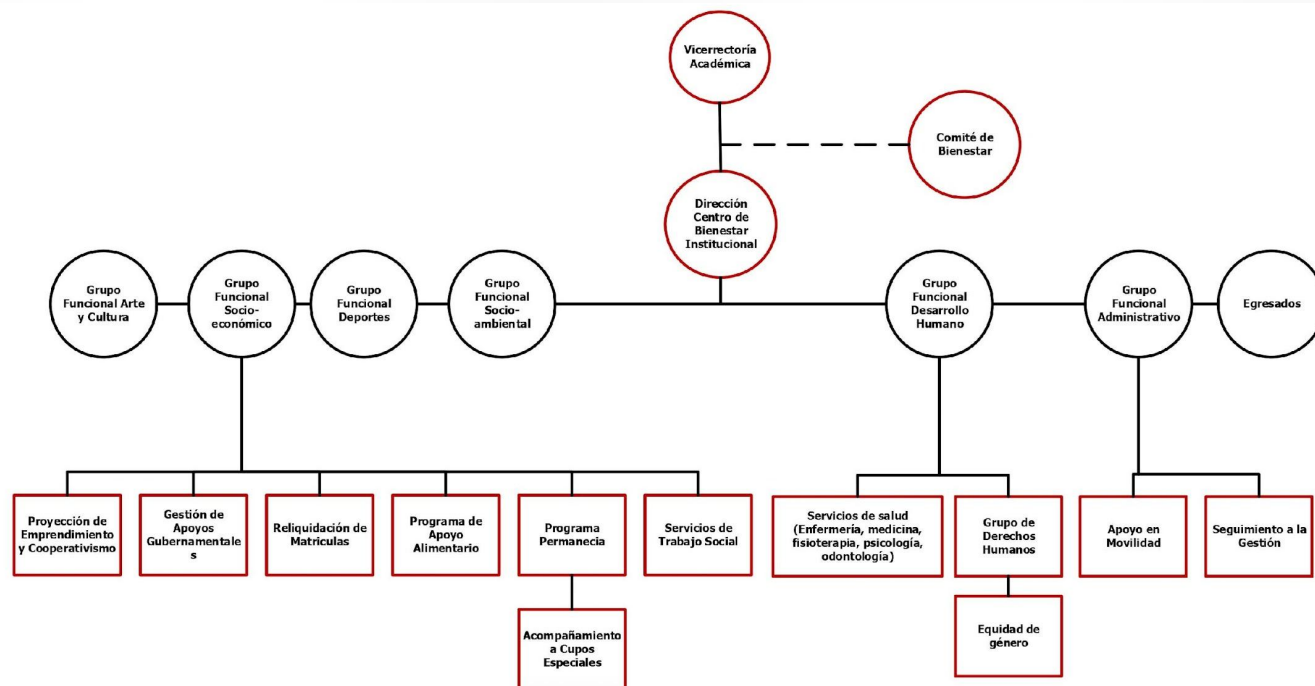 Vicerrectoría
Académica
Comité de
Bienestar
Dirección
Centro de
Bienestar
Institucional
Grupo
Funcional Arte
y Cultura
Grupo
Funcional
Socio-
económico
Grupo
Funcional
Deportes
Grupo
Funcional
Socio-
ambiental
Grupo
Funcional
Desarrollo
Humano
Grupo
Funcional
Administrativo
Egresados
Proyección de
Emprendimiento
y Cooperativismo
Gestión de
Apoyos
Gubernamentale
s
Reliquidación de
Matriculas
Programa de
Apoyo
Alimentario
Programa
Permanecia
Servicios de
Trabajo Social
Servicios de salud
(Enfermería, medicina,
fisioterapia, psicología,
odontología)
Grupo de
Derechos
Humanos
Apoyo en
Movilidad
Seguimiento a la
Gestión
Acompañamiento
a Cupos
Especiales
Equidad de
género